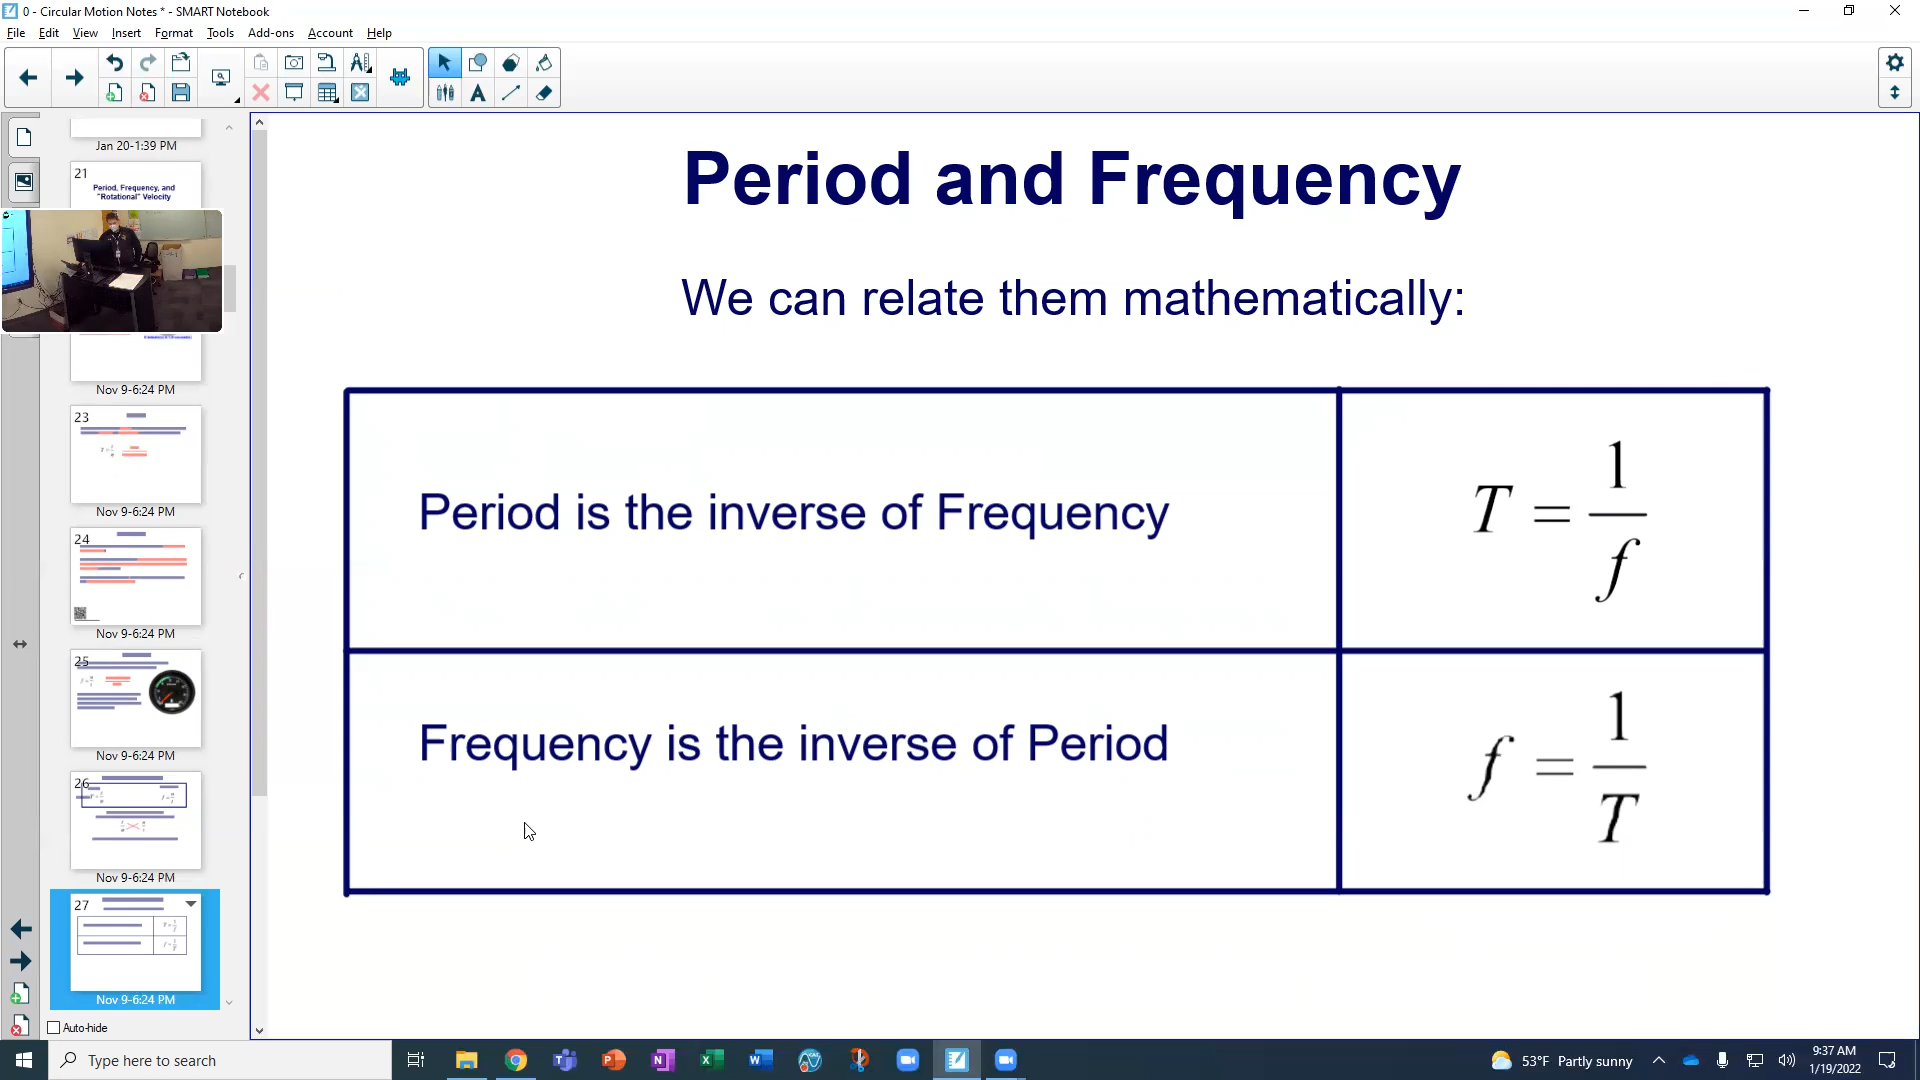 0 - Circular Motion Notes * - SMART Notebook
File Edit View Insert Format Tools Add-ons Account Help
Jan 20-1:39 PM
21
Period, Frequency, and
"Rotational" Velocity
Nov 9-6:24 PM
23
Nov 9-6:24 PM
24
Nov 9-6:24 PM
25
Nov 9-6:24 PM
26
Nov 9-6:24 PM
27
Nov 9-6:24 PM
Auto-hide
Period and Frequency
We can relate them mathematically:
Period is the inverse of Frequency
T = 1/f
Frequency is the inverse of Period
f = 1/T
Type here to search
53°F Partly sunny
9:37 AM
1/19/2022